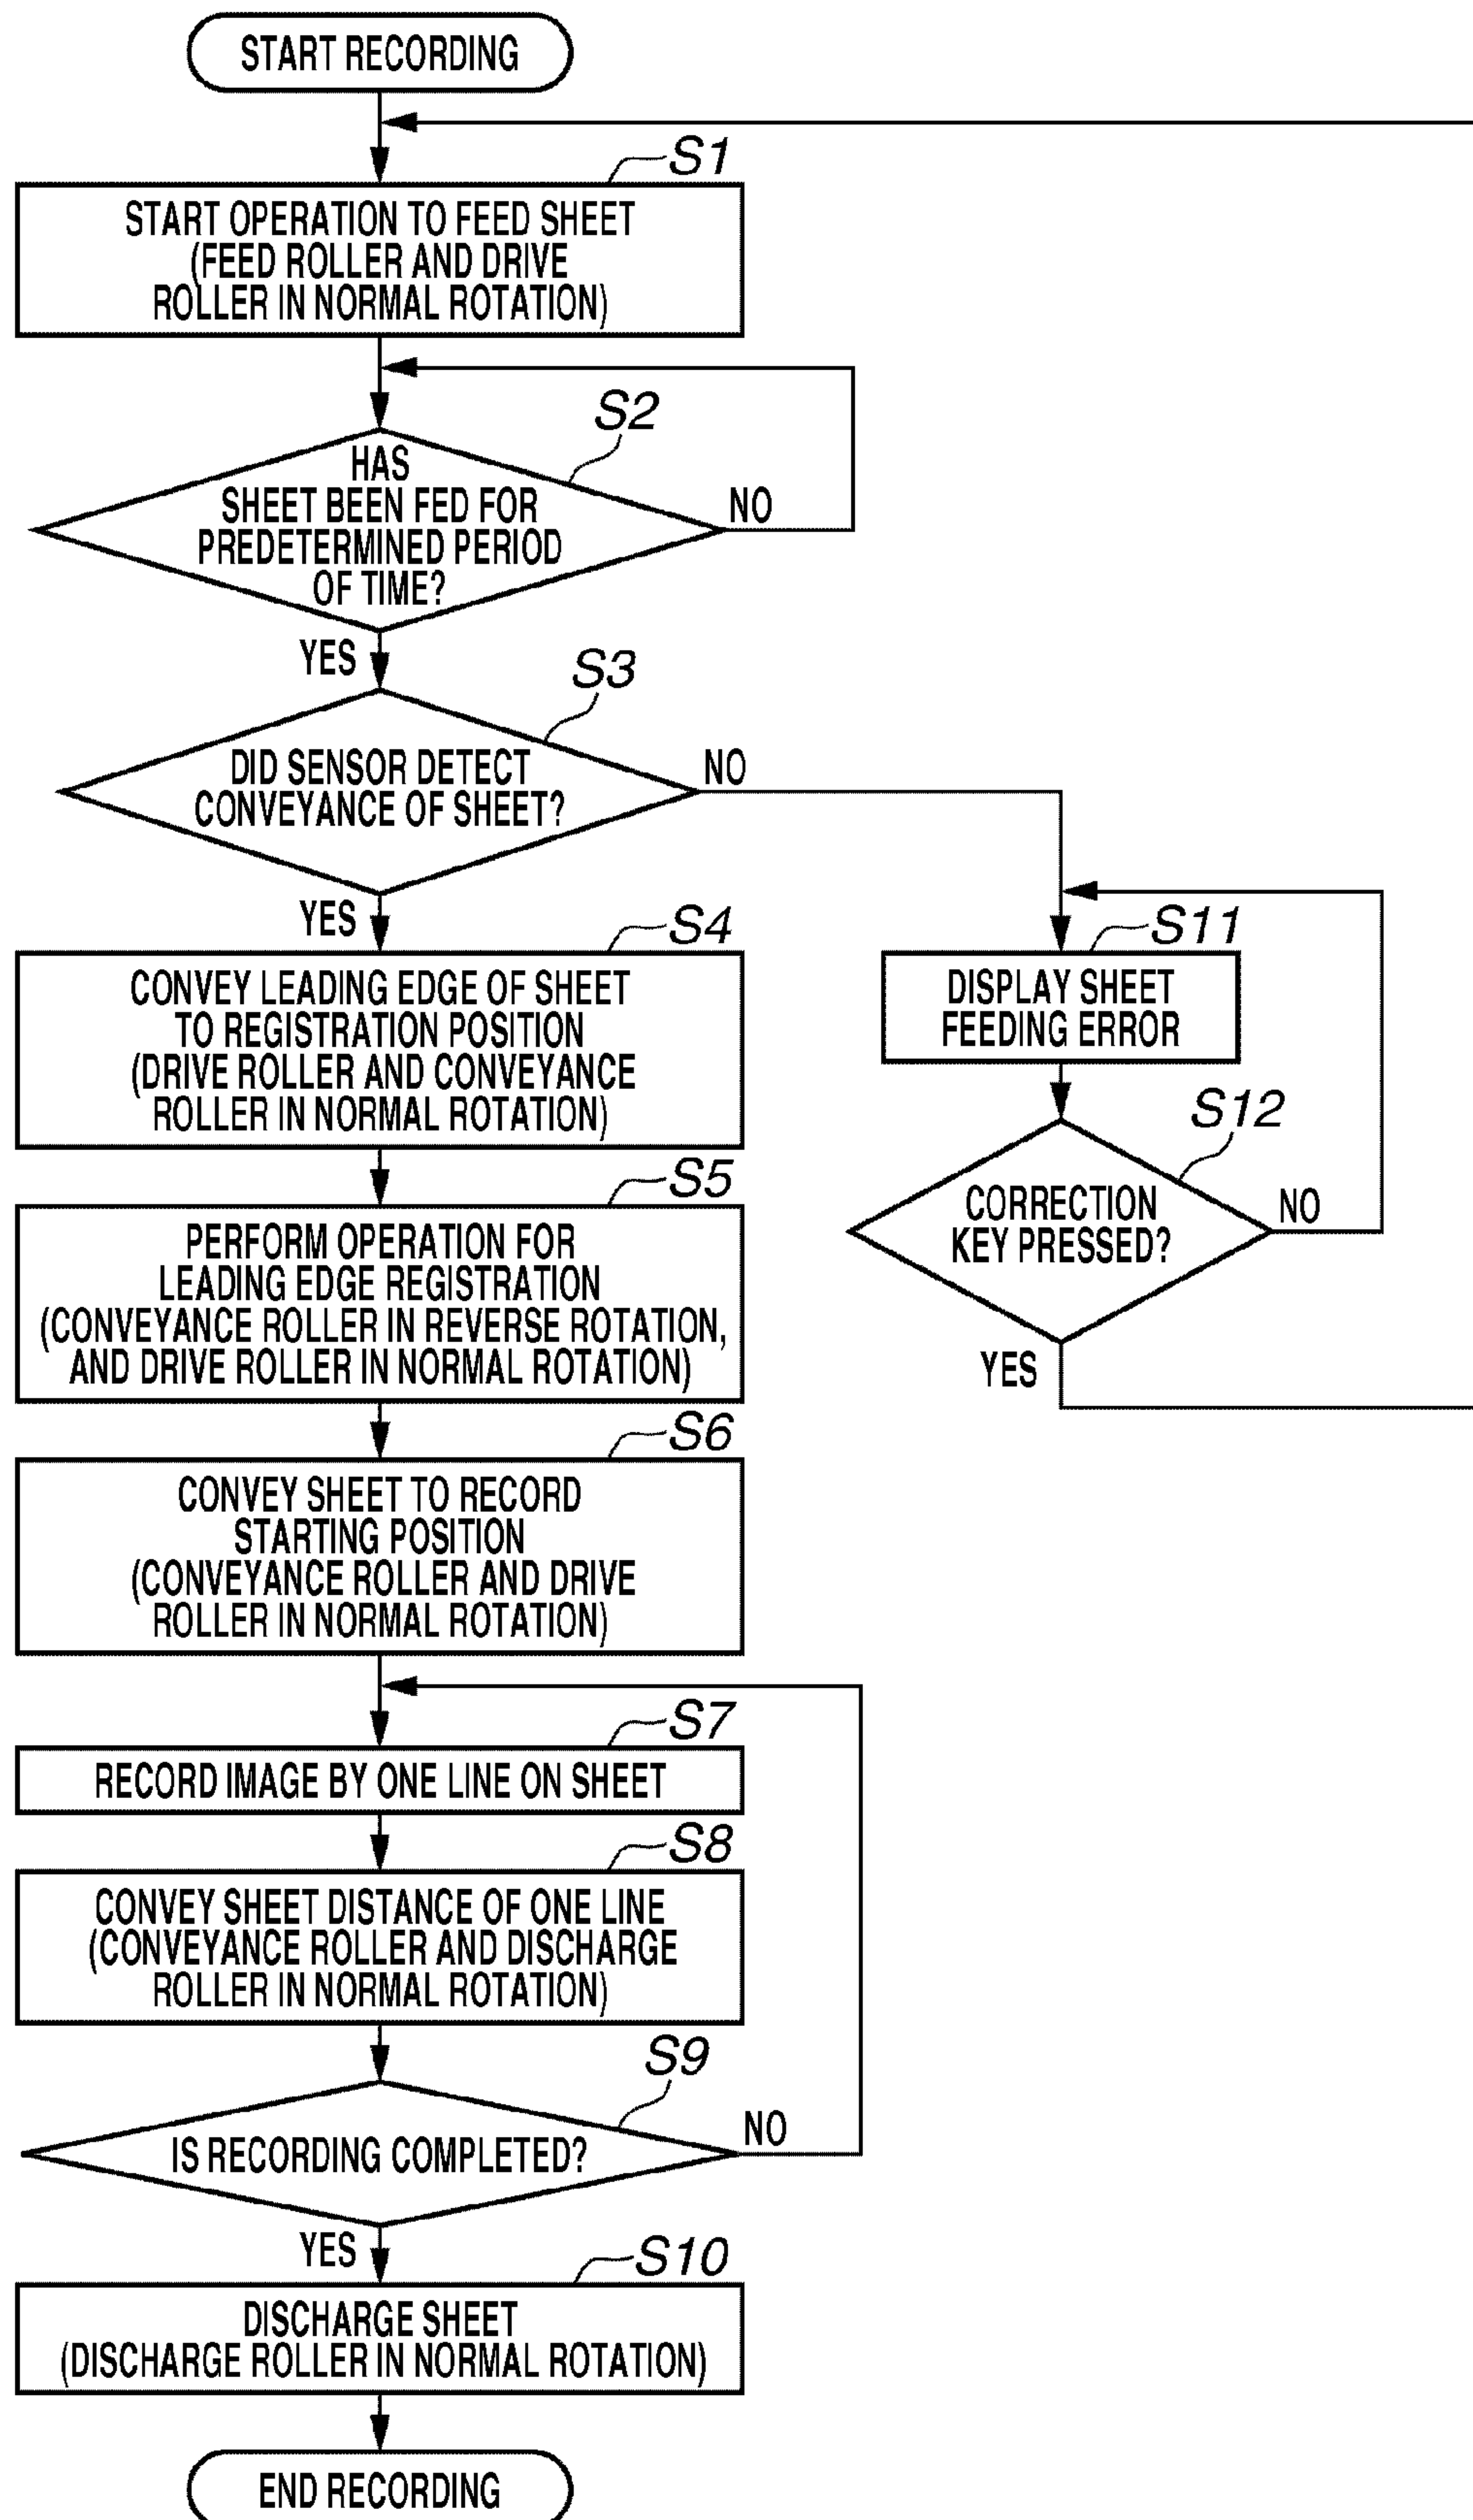 START RECORDING
S1
START OPERATION TO FEED SHEET
(FEED ROLLER AND DRIVE
ROLLER IN NORMAL ROTATION)
S2
HAS
SHEET BEEN FED FOR
PREDETERMINED PERIOD
OF TIME?
NO
YES
S3
DID SENSOR DETECT
CONVEYANCE OF SHEET?
NO
YES
S4
CONVEY LEADING EDGE OF SHEET
TO REGISTRATION POSITION
(DRIVE ROLLER AND CONVEYANCE
ROLLER IN NORMAL ROTATION)
S11
DISPLAY SHEET
FEEDING ERROR
S12
CORRECTION
KEY PRESSED?
NO
YES
S5
PERFORM OPERATION FOR
LEADING EDGE REGISTRATION
(CONVEYANCE ROLLER IN REVERSE ROTATION,
AND DRIVE ROLLER IN NORMAL ROTATION)
S6
CONVEY SHEET TO RECORD
STARTING POSITION
(CONVEYANCE ROLLER AND DRIVE
ROLLER IN NORMAL ROTATION)
S7
RECORD IMAGE BY ONE LINE ON SHEET
S8
CONVEY SHEET DISTANCE OF ONE LINE
(CONVEYANCE ROLLER AND DISCHARGE
ROLLER IN NORMAL ROTATION)
S9
IS RECORDING COMPLETED?
NO
YES
S10
DISCHARGE SHEET
(DISCHARGE ROLLER IN NORMAL ROTATION)
END RECORDING